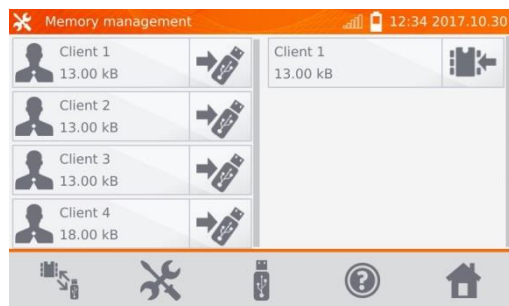 Memory management
12:34 2017.10.30
Client 1
13.00 kB
Client 2
13.00 kB
Client 3
13.00 kB
Client 4
18.00 kB
Client 1
13.00 kB
?